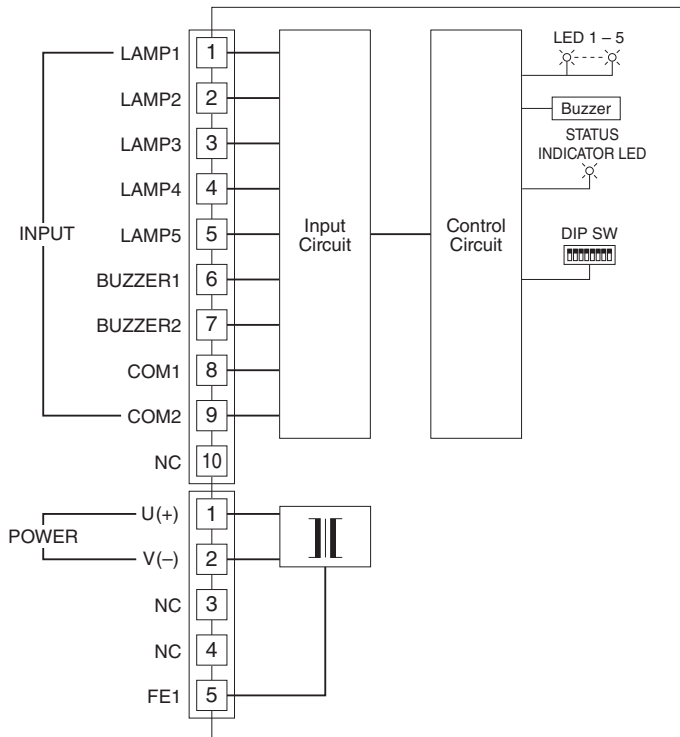 LED 1 – 5
LAMP1 1
LAMP2 2
Buzzer
LAMP3 3
STATUS
INDICATOR LED
LAMP4 4
INPUT
LAMP5 5
Input
Circuit
Control
Circuit
DIP SW
BUZZER1 6
BUZZER2 7
COM1 8
COM2 9
NC 10
U(+) 1
POWER
V(–) 2
NC 3
NC 4
FE1 5